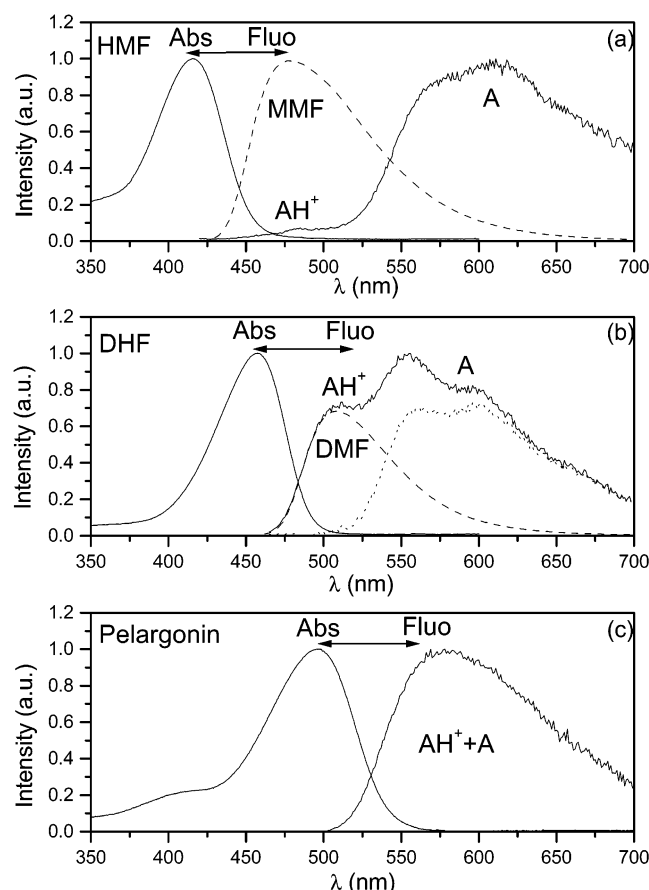 HMF Abs Fluo (a)
MMF
A
AH⁺
Intensity (a.u.)
0.0 0.2 0.4 0.6 0.8 1.0 1.2
350 400 450 500 550 600 650 700
λ (nm)
DHF Abs Fluo (b)
AH⁺ A
DMF
Intensity (a.u.)
0.0 0.2 0.4 0.6 0.8 1.0 1.2
350 400 450 500 550 600 650 700
λ (nm)
Pelargonin Abs Fluo (c)
AH⁺+A
Intensity (a.u.)
0.0 0.2 0.4 0.6 0.8 1.0 1.2
350 400 450 500 550 600 650 700
λ (nm)